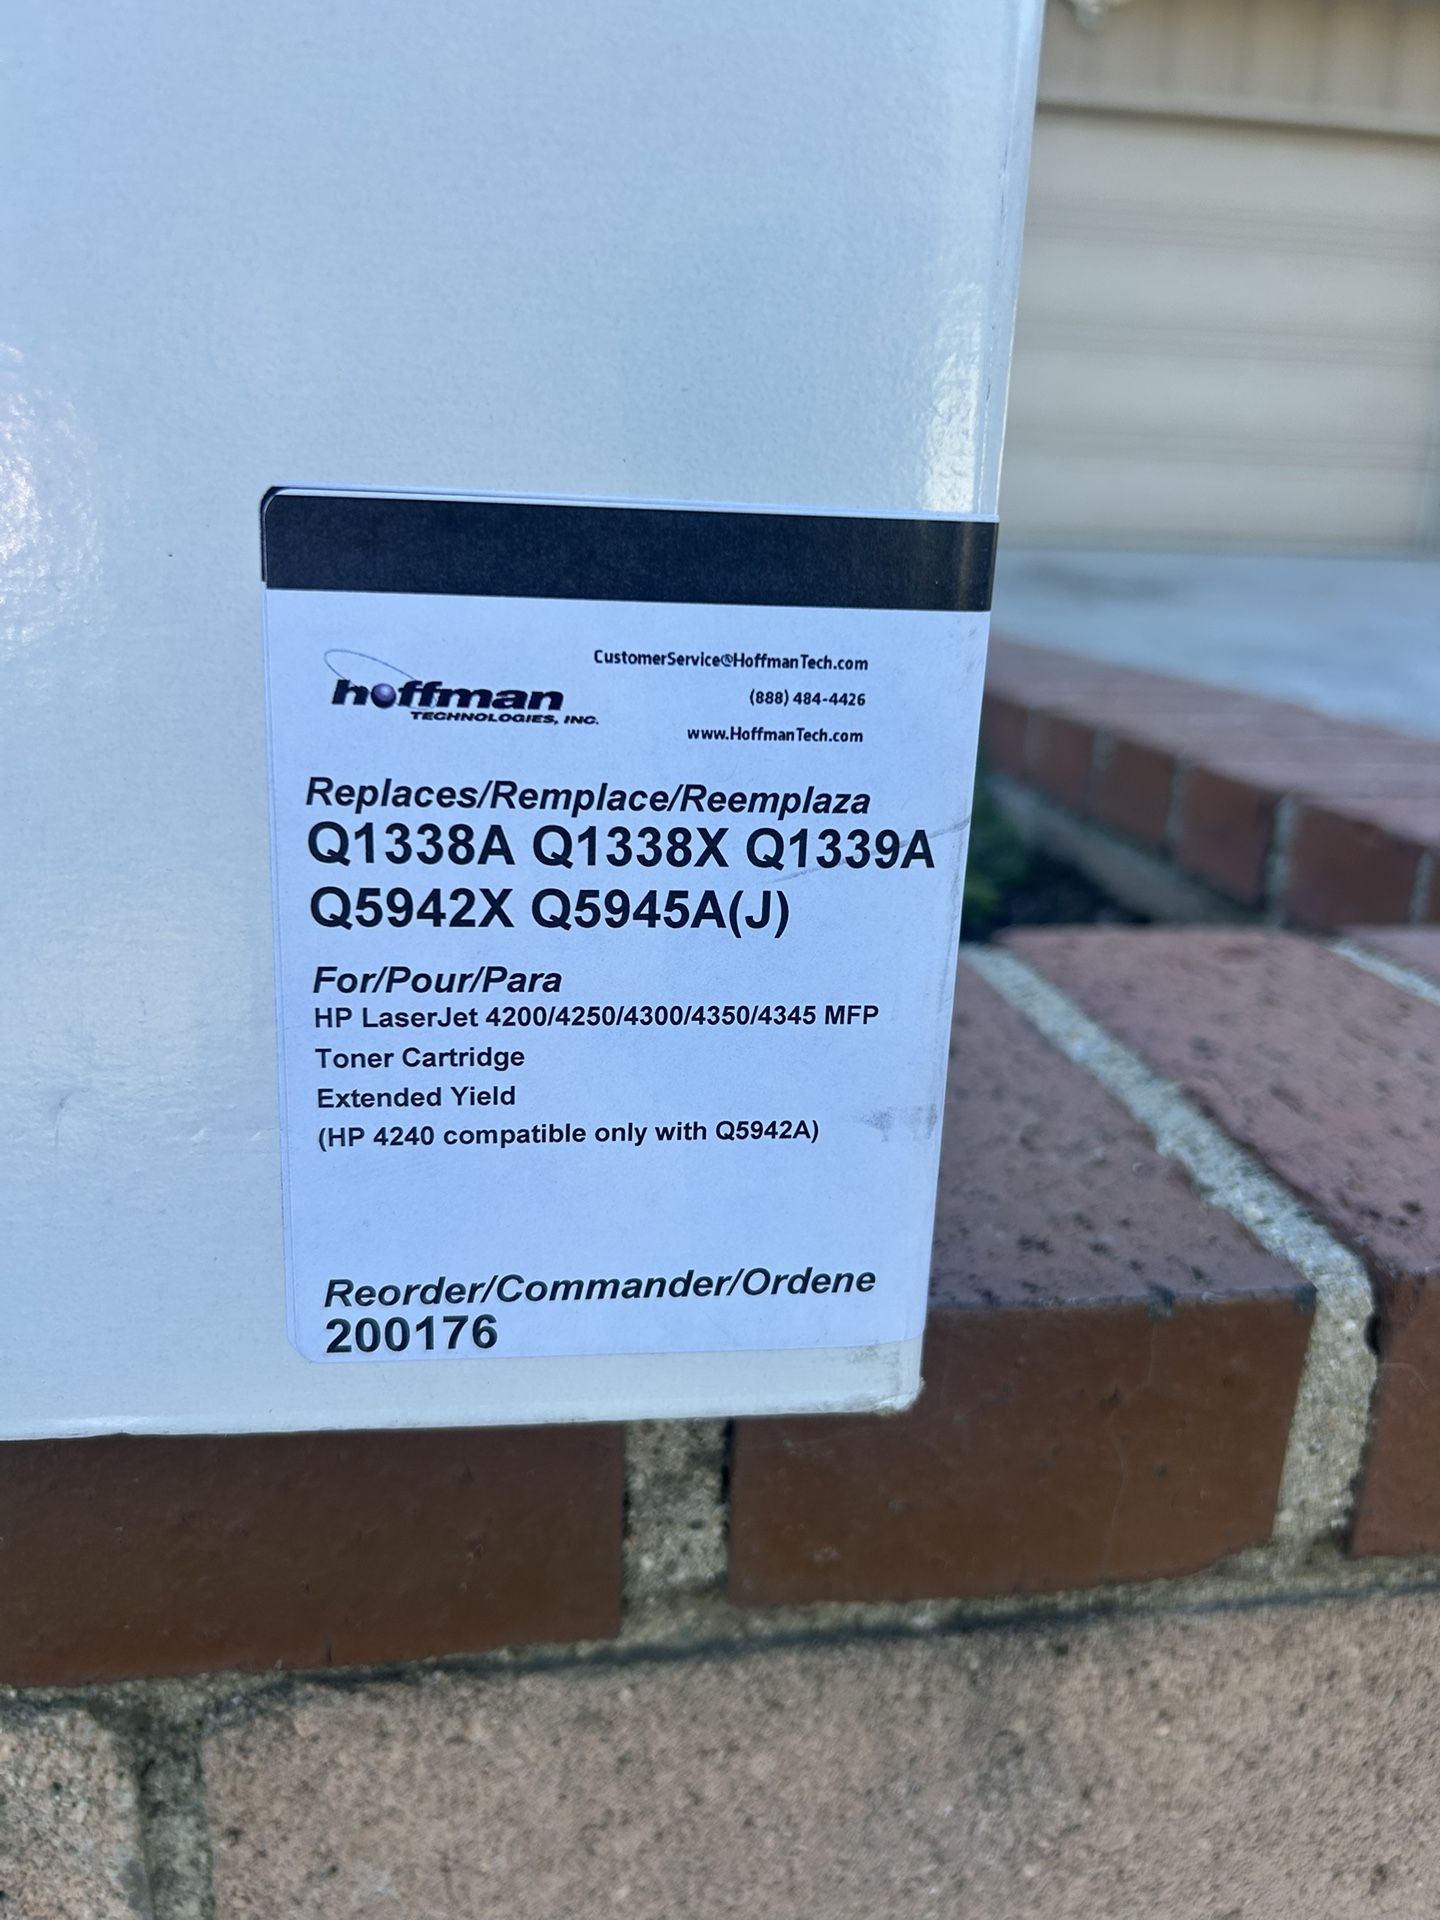 hoffman
TECHNOLOGIES, INC.
CustomerService@HoffmanTech.com
(888) 484-4426
www.HoffmanTech.com
Replaces/Remplace/Reemplaza
Q1338A Q1338X Q1339A
Q5942X Q5945A(J)
For/Pour/Para
HP LaserJet 4200/4250/4300/4350/4345 MFP
Toner Cartridge
Extended Yield
(HP 4240 compatible only with Q5942A)
Reorder/Commander/Ordene
200176